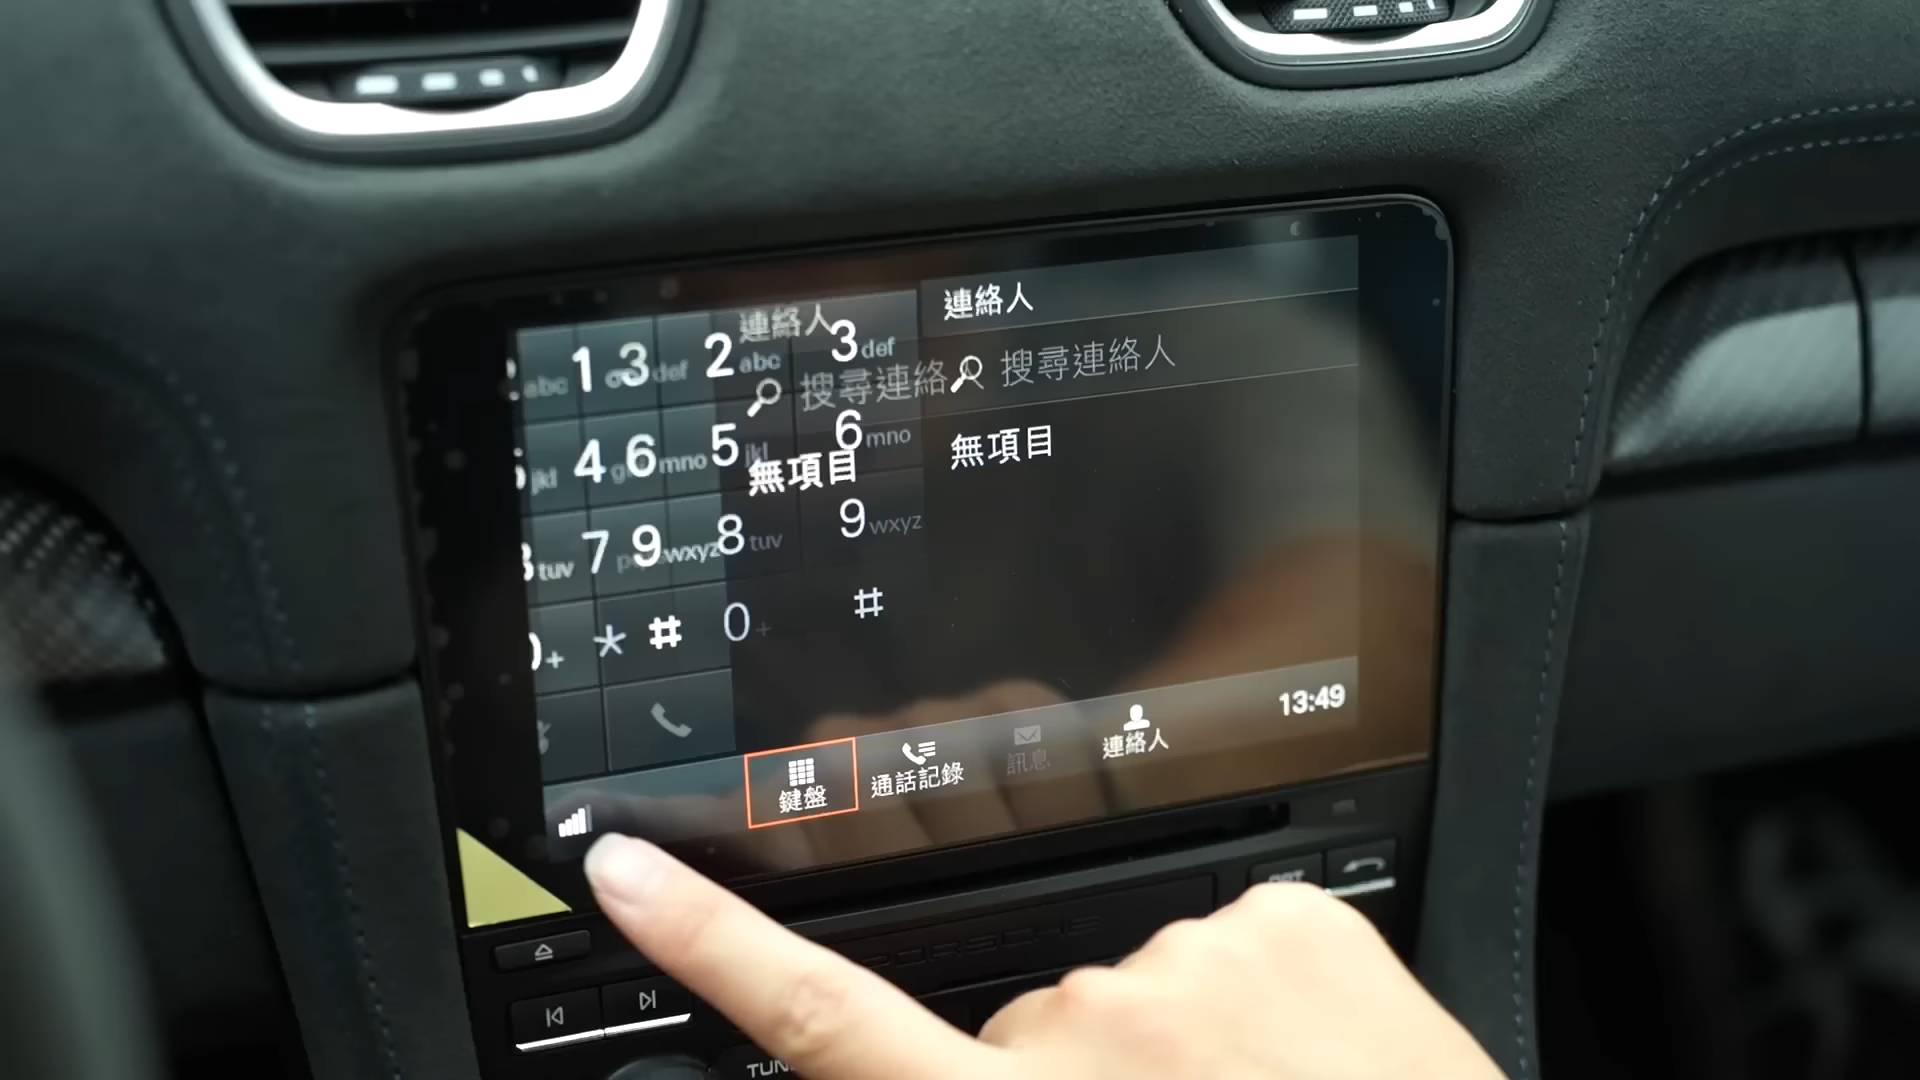 連絡人
連絡人
搜尋連絡
搜尋連絡人
無項目
無項目
abc 1 3 def 2 abc 3 def
jkl 4 6 mno 5 jkl 6 mno
tuv 7 9 wxyz 8 tuv 9 wxyz
+ * # 0 + #
鍵盤
通話記錄
訊息
連絡人
13:49
PORSCHE